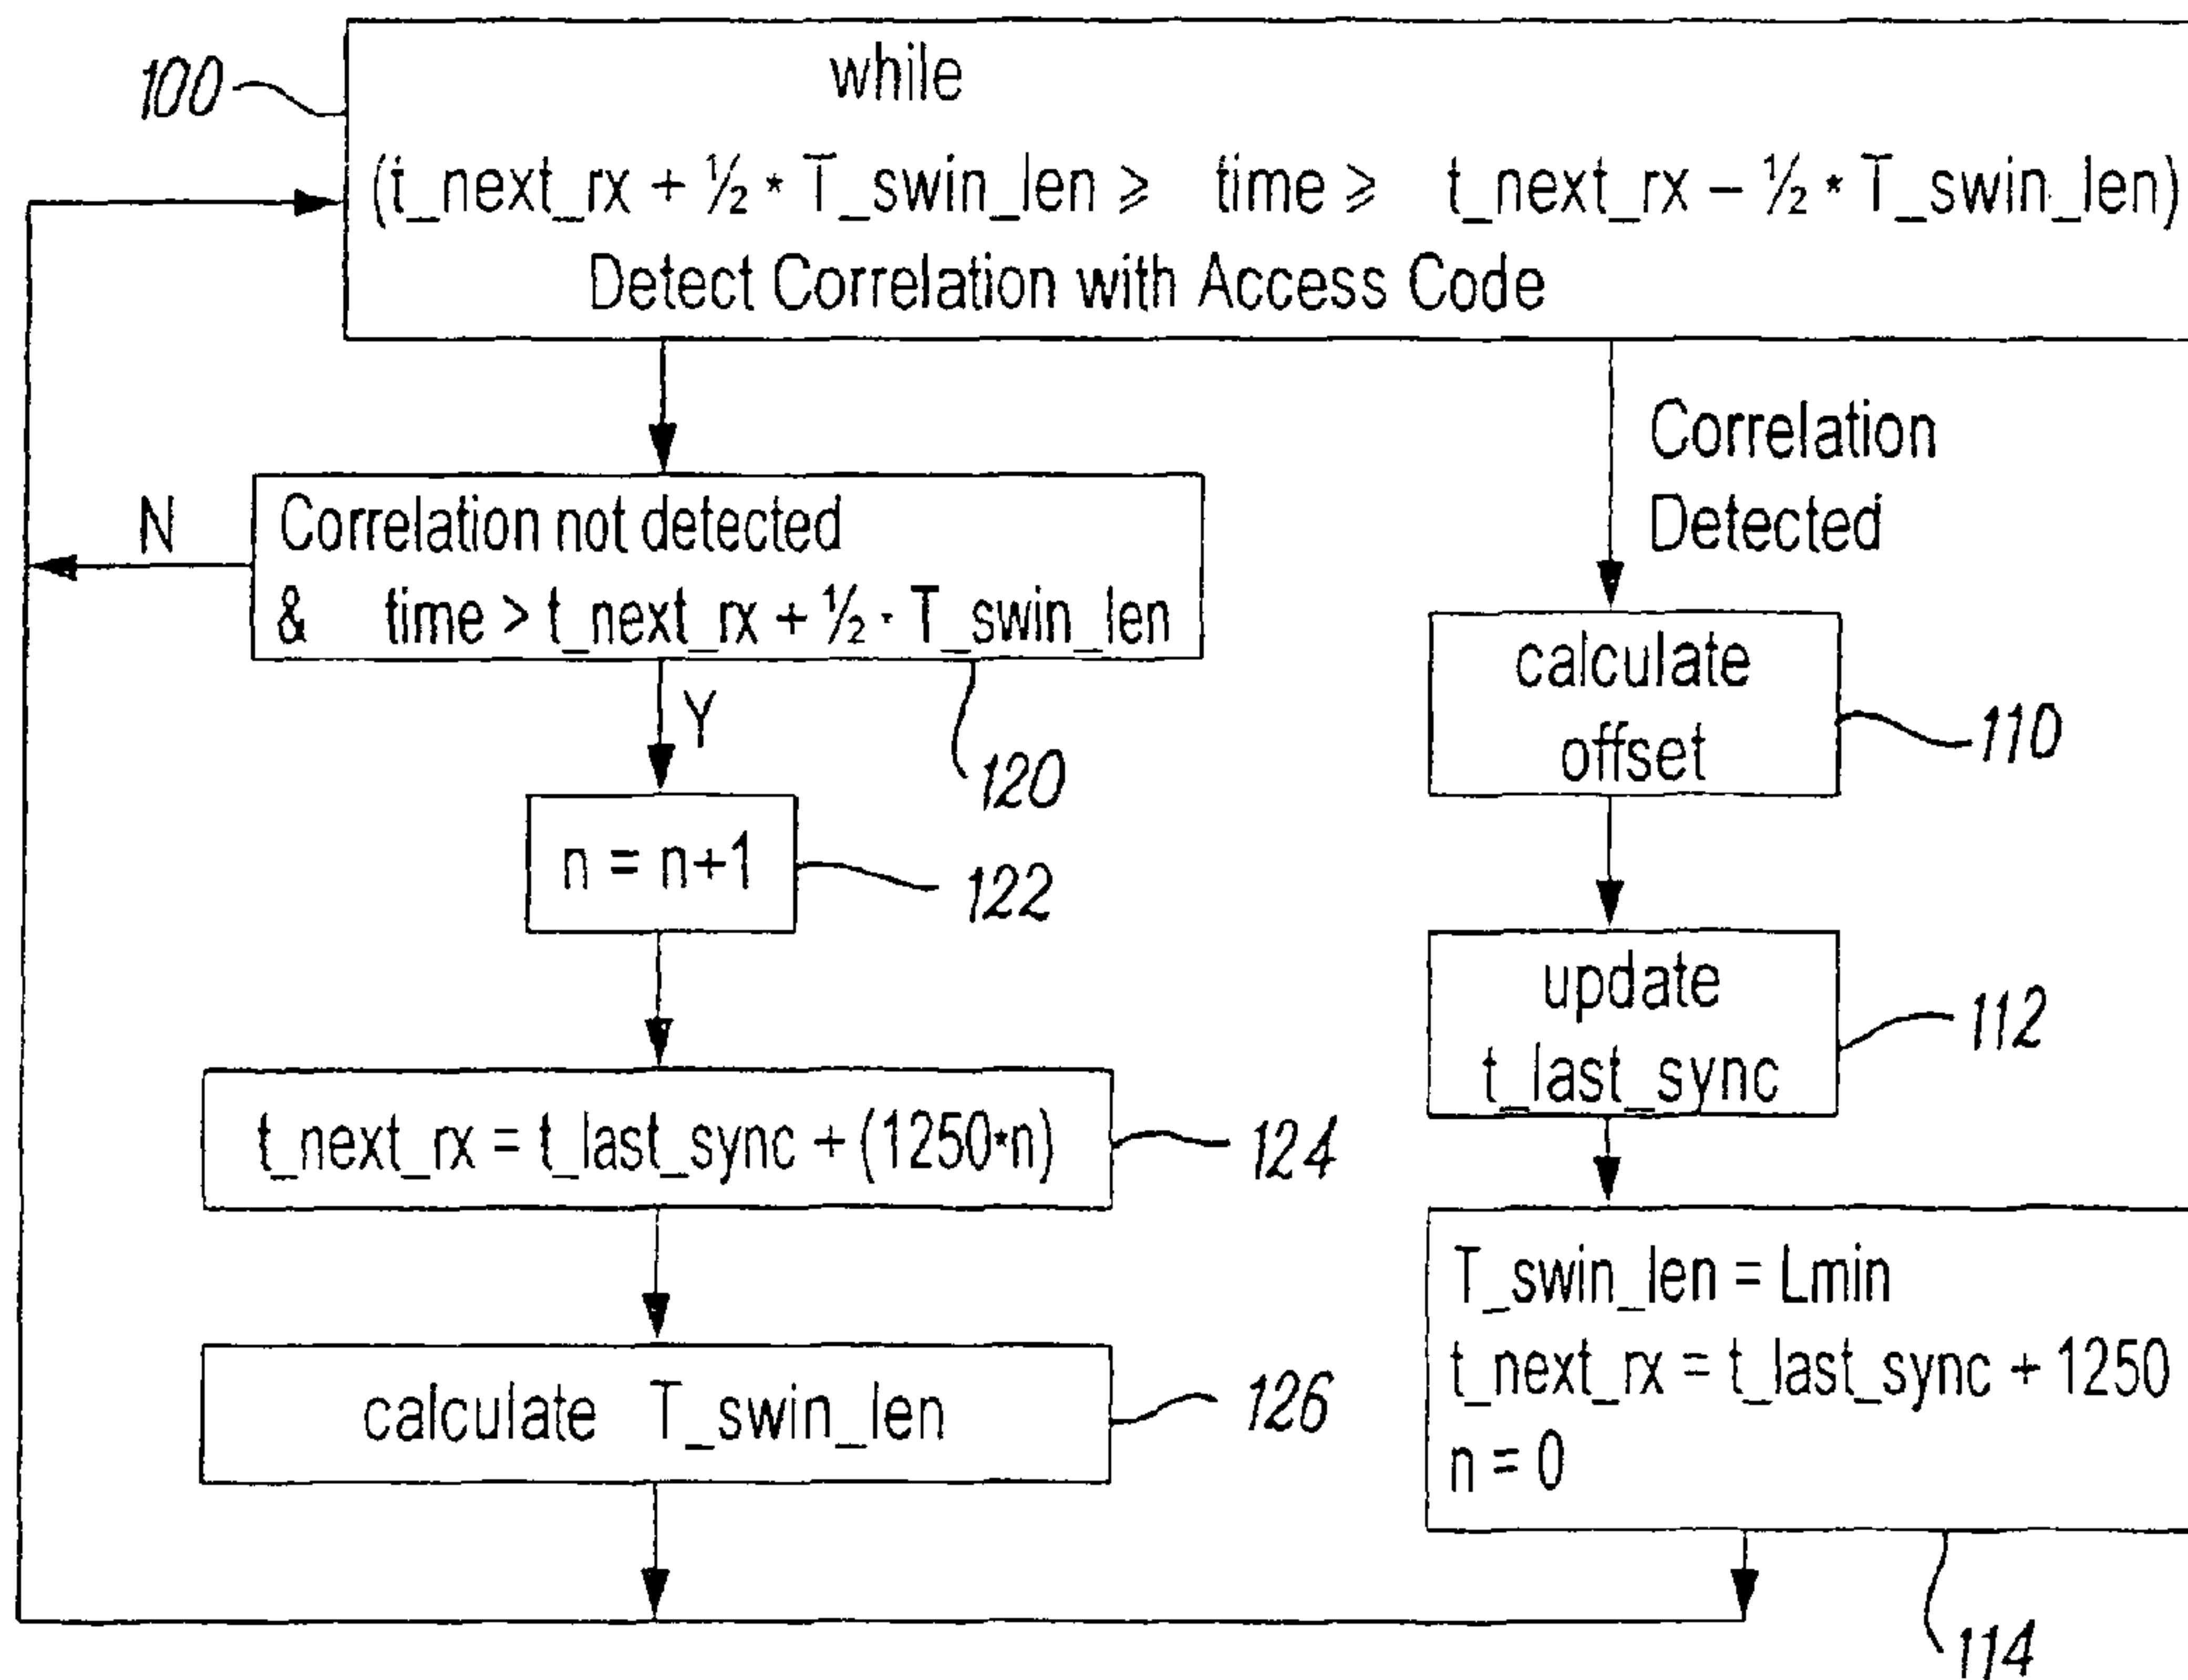 100
while
(t_next_rx + ½ * T_swin_len ⩾ time ⩾ t_next_rx – ½ * T_swin_len)
Detect Correlation with Access Code
Correlation
Detected
N
Correlation not detected
& time > t_next_rx + ½ · T_swin_len
Y
120
calculate
offset
110
n = n+1
122
update
t_last_sync
112
t_next_rx = t_last_sync + (1250*n)
124
T_swin_len = Lmin
t_next_rx = t_last_sync + 1250
n = 0
114
calculate T_swin_len
126